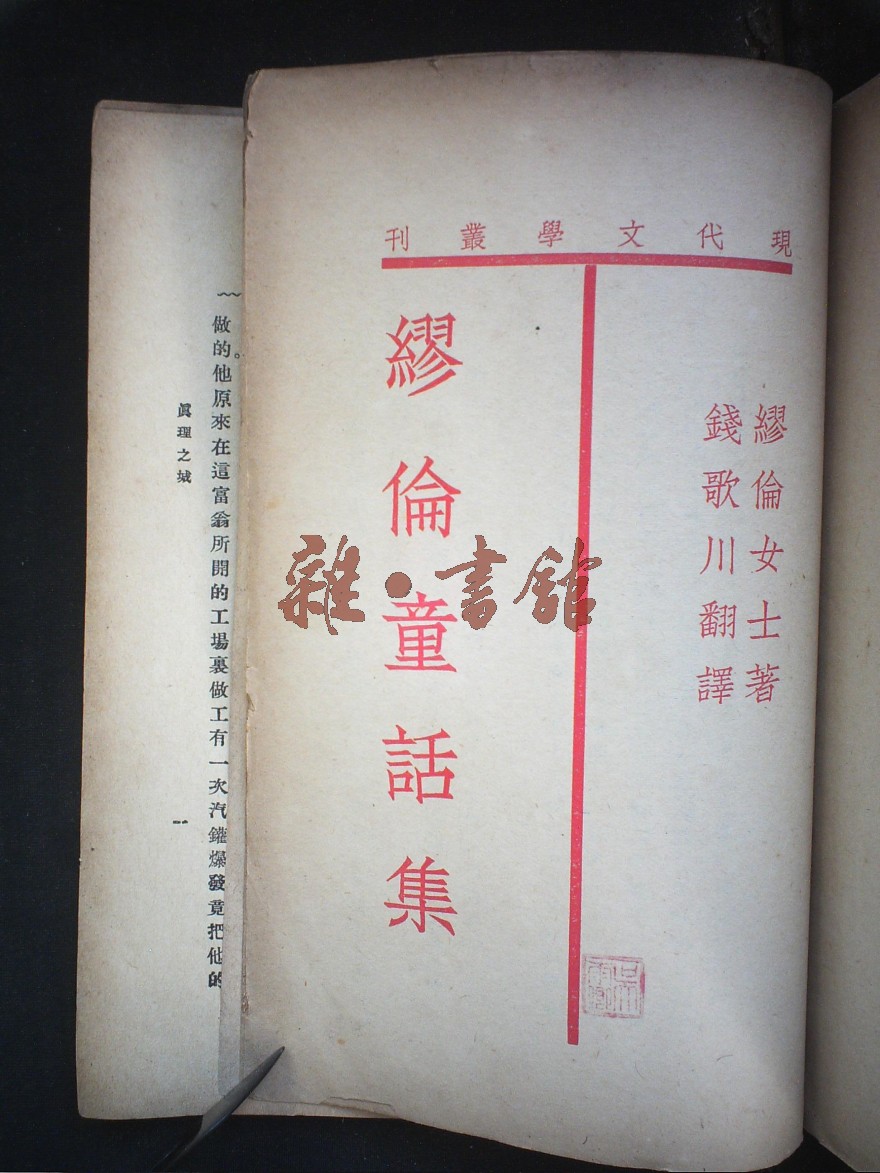 現代文學叢刊
繆倫女士著
錢歌川翻譯
繆倫童話集
雜·書館
做的他原來在這富翁所開的工場裏做工有一次汽鑵爆發竟把他的
眞理之城
一